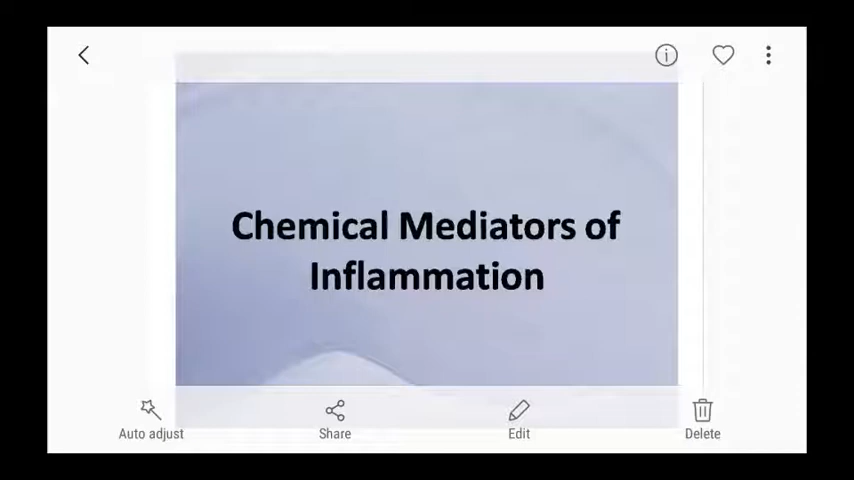 Chemical Mediators of
Inflammation
Auto adjust
Share
Edit
Delete